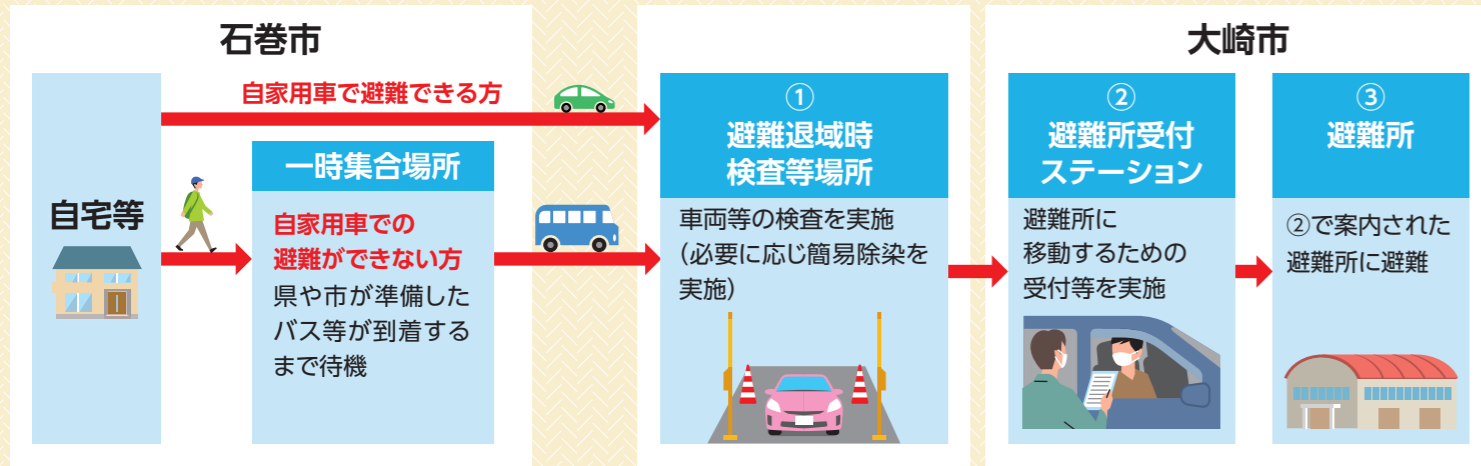 石巻市
自宅等
自家用車で避難できる方
一時集合場所
自家用車での
避難ができない方
県や市が準備した
バス等が到着する
まで待機
①
避難退域時
検査等場所
車両等の検査を実施
（必要に応じ簡易除染を
実施）
大崎市
②
避難所受付
ステーション
避難所に
移動するための
受付等を実施
③
避難所
②で案内された
避難所に避難